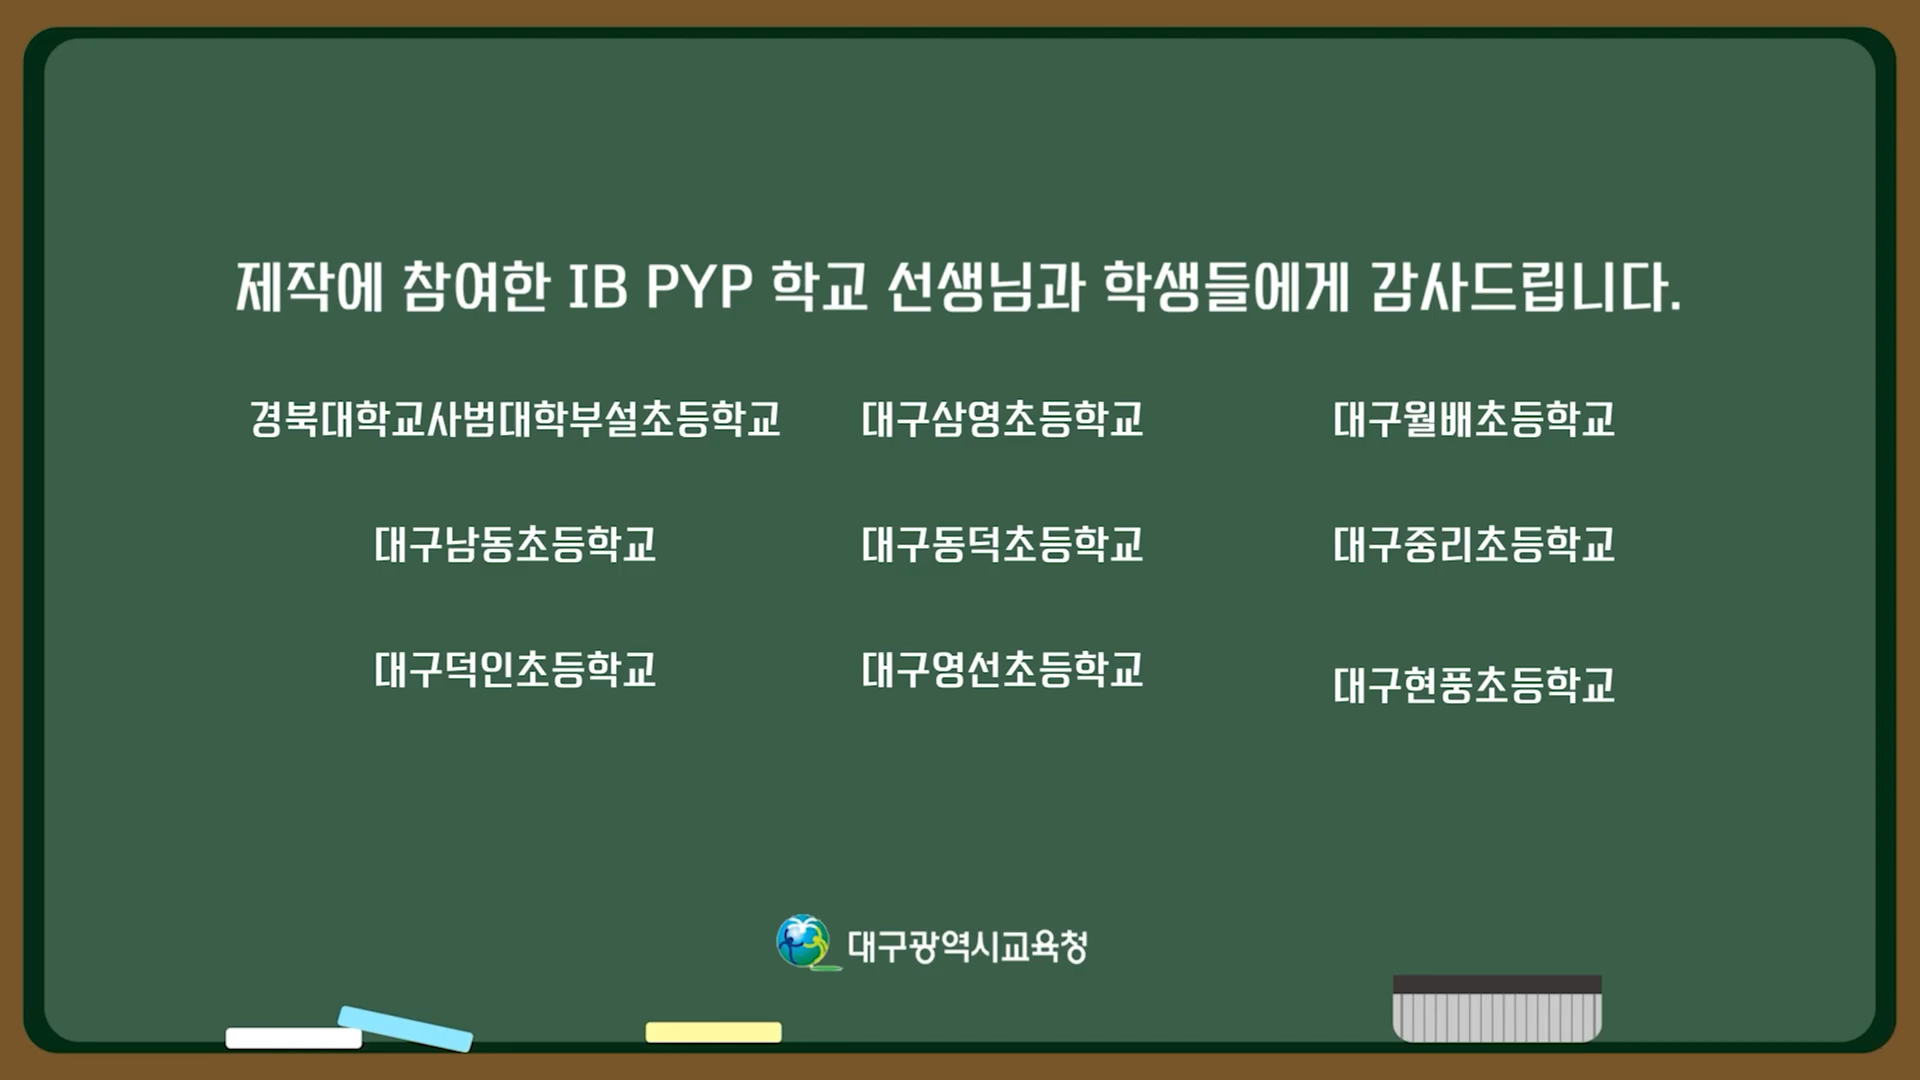 제작에 참여한 IB PYP 학교 선생님과 학생들에게 감사드립니다.
경북대학교사범대학부설초등학교 대구삼영초등학교 대구월배초등학교
대구남동초등학교 대구동덕초등학교 대구중리초등학교
대구덕인초등학교 대구영선초등학교 대구현풍초등학교
대구광역시교육청